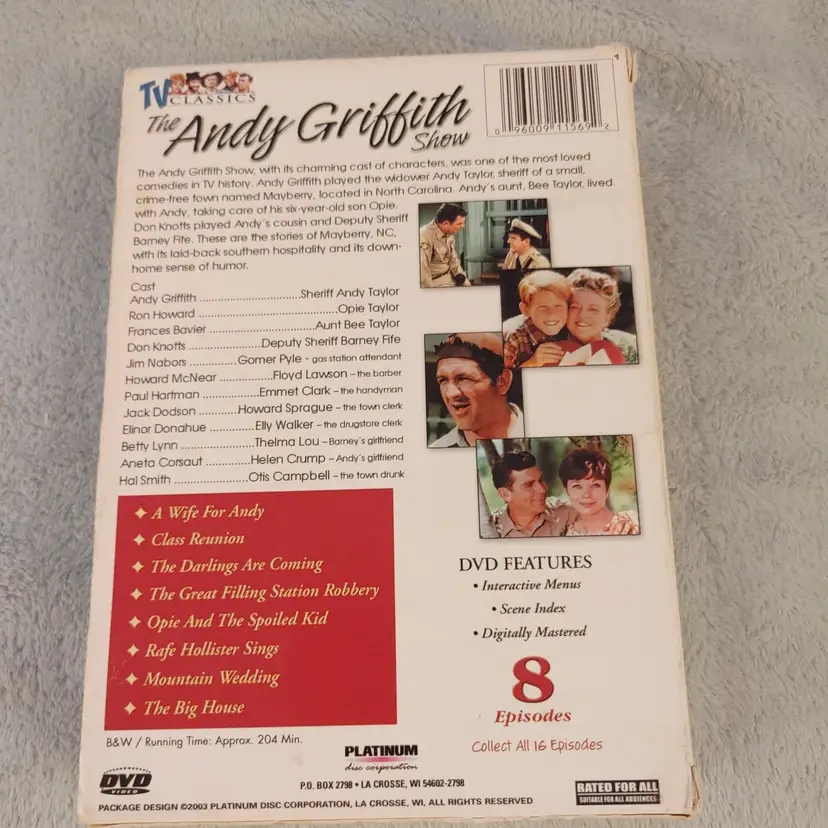 TV CLASSICS
The Andy Griffith Show
0 96009 11569 2
The Andy Griffith Show, with its charming cast of characters, was one of the most loved
comedies in TV history. Andy Griffith played the widower Andy Taylor, sheriff of a small,
crime-free town named Mayberry, located in North Carolina. Andy's aunt, Bee Taylor, lived
with Andy, taking care of his six-year-old son Opie.
Don Knotts played Andy's cousin and Deputy Sheriff
Barney Fife. These are the stories of Mayberry, NC,
with its laid-back southern hospitality and its down-
home sense of humor.
Cast
Andy Griffith ........................Sheriff Andy Taylor
Ron Howard ........................................Opie Taylor
Frances Bavier ..........................Aunt Bee Taylor
Don Knotts .................Deputy Sheriff Barney Fife
Jim Nabors ............Gomer Pyle - gas station attendant
Howard McNear .................Floyd Lawson – the barber
Paul Hartman .............Emmet Clark – the handyman
Jack Dodson ..........Howard Sprague – the town clerk
Elinor Donahue ...........Elly Walker – the drugstore clerk
Betty Lynn .................Thelma Lou – Barney's girlfriend
Aneta Corsaut ..........Helen Crump – Andy's girlfriend
Hal Smith ......................Otis Campbell – the town drunk
✦ A Wife For Andy
✦ Class Reunion
✦ The Darlings Are Coming
✦ The Great Filling Station Robbery
✦ Opie And The Spoiled Kid
✦ Rafe Hollister Sings
✦ Mountain Wedding
✦ The Big House
DVD FEATURES
• Interactive Menus
• Scene Index
• Digitally Mastered
8
Episodes
Collect All 16 Episodes
B&W / Running Time: Approx. 204 Min.
DVD
VIDEO
PLATINUM
disc corporation
P.O. BOX 2798 • LA CROSSE, WI 54602-2798
RATED FOR ALL
SUITABLE FOR ALL AUDIENCES
PACKAGE DESIGN ©2003 PLATINUM DISC CORPORATION, LA CROSSE, WI, ALL RIGHTS RESERVED